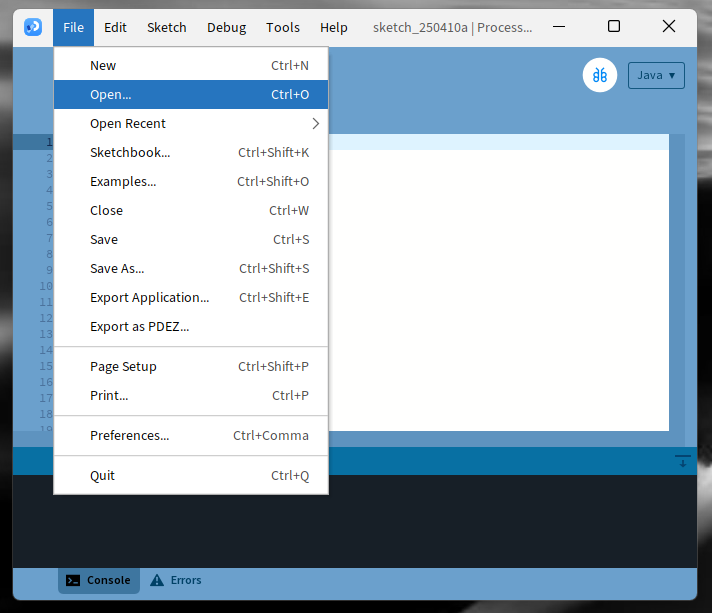 File Edit Sketch Debug Tools Help sketch_250410a | Process...
New Ctrl+N
Open... Ctrl+O
Java ▾
Open Recent
Sketchbook... Ctrl+Shift+K
Examples... Ctrl+Shift+O
Close Ctrl+W
Save Ctrl+S
Save As... Ctrl+Shift+S
Export Application... Ctrl+Shift+E
Export as PDEZ...
Page Setup Ctrl+Shift+P
Print... Ctrl+P
Preferences... Ctrl+Comma
Quit Ctrl+Q
1
2
3
4
5
6
7
8
9
10
11
12
13
14
15
16
17
18
19
Console Errors